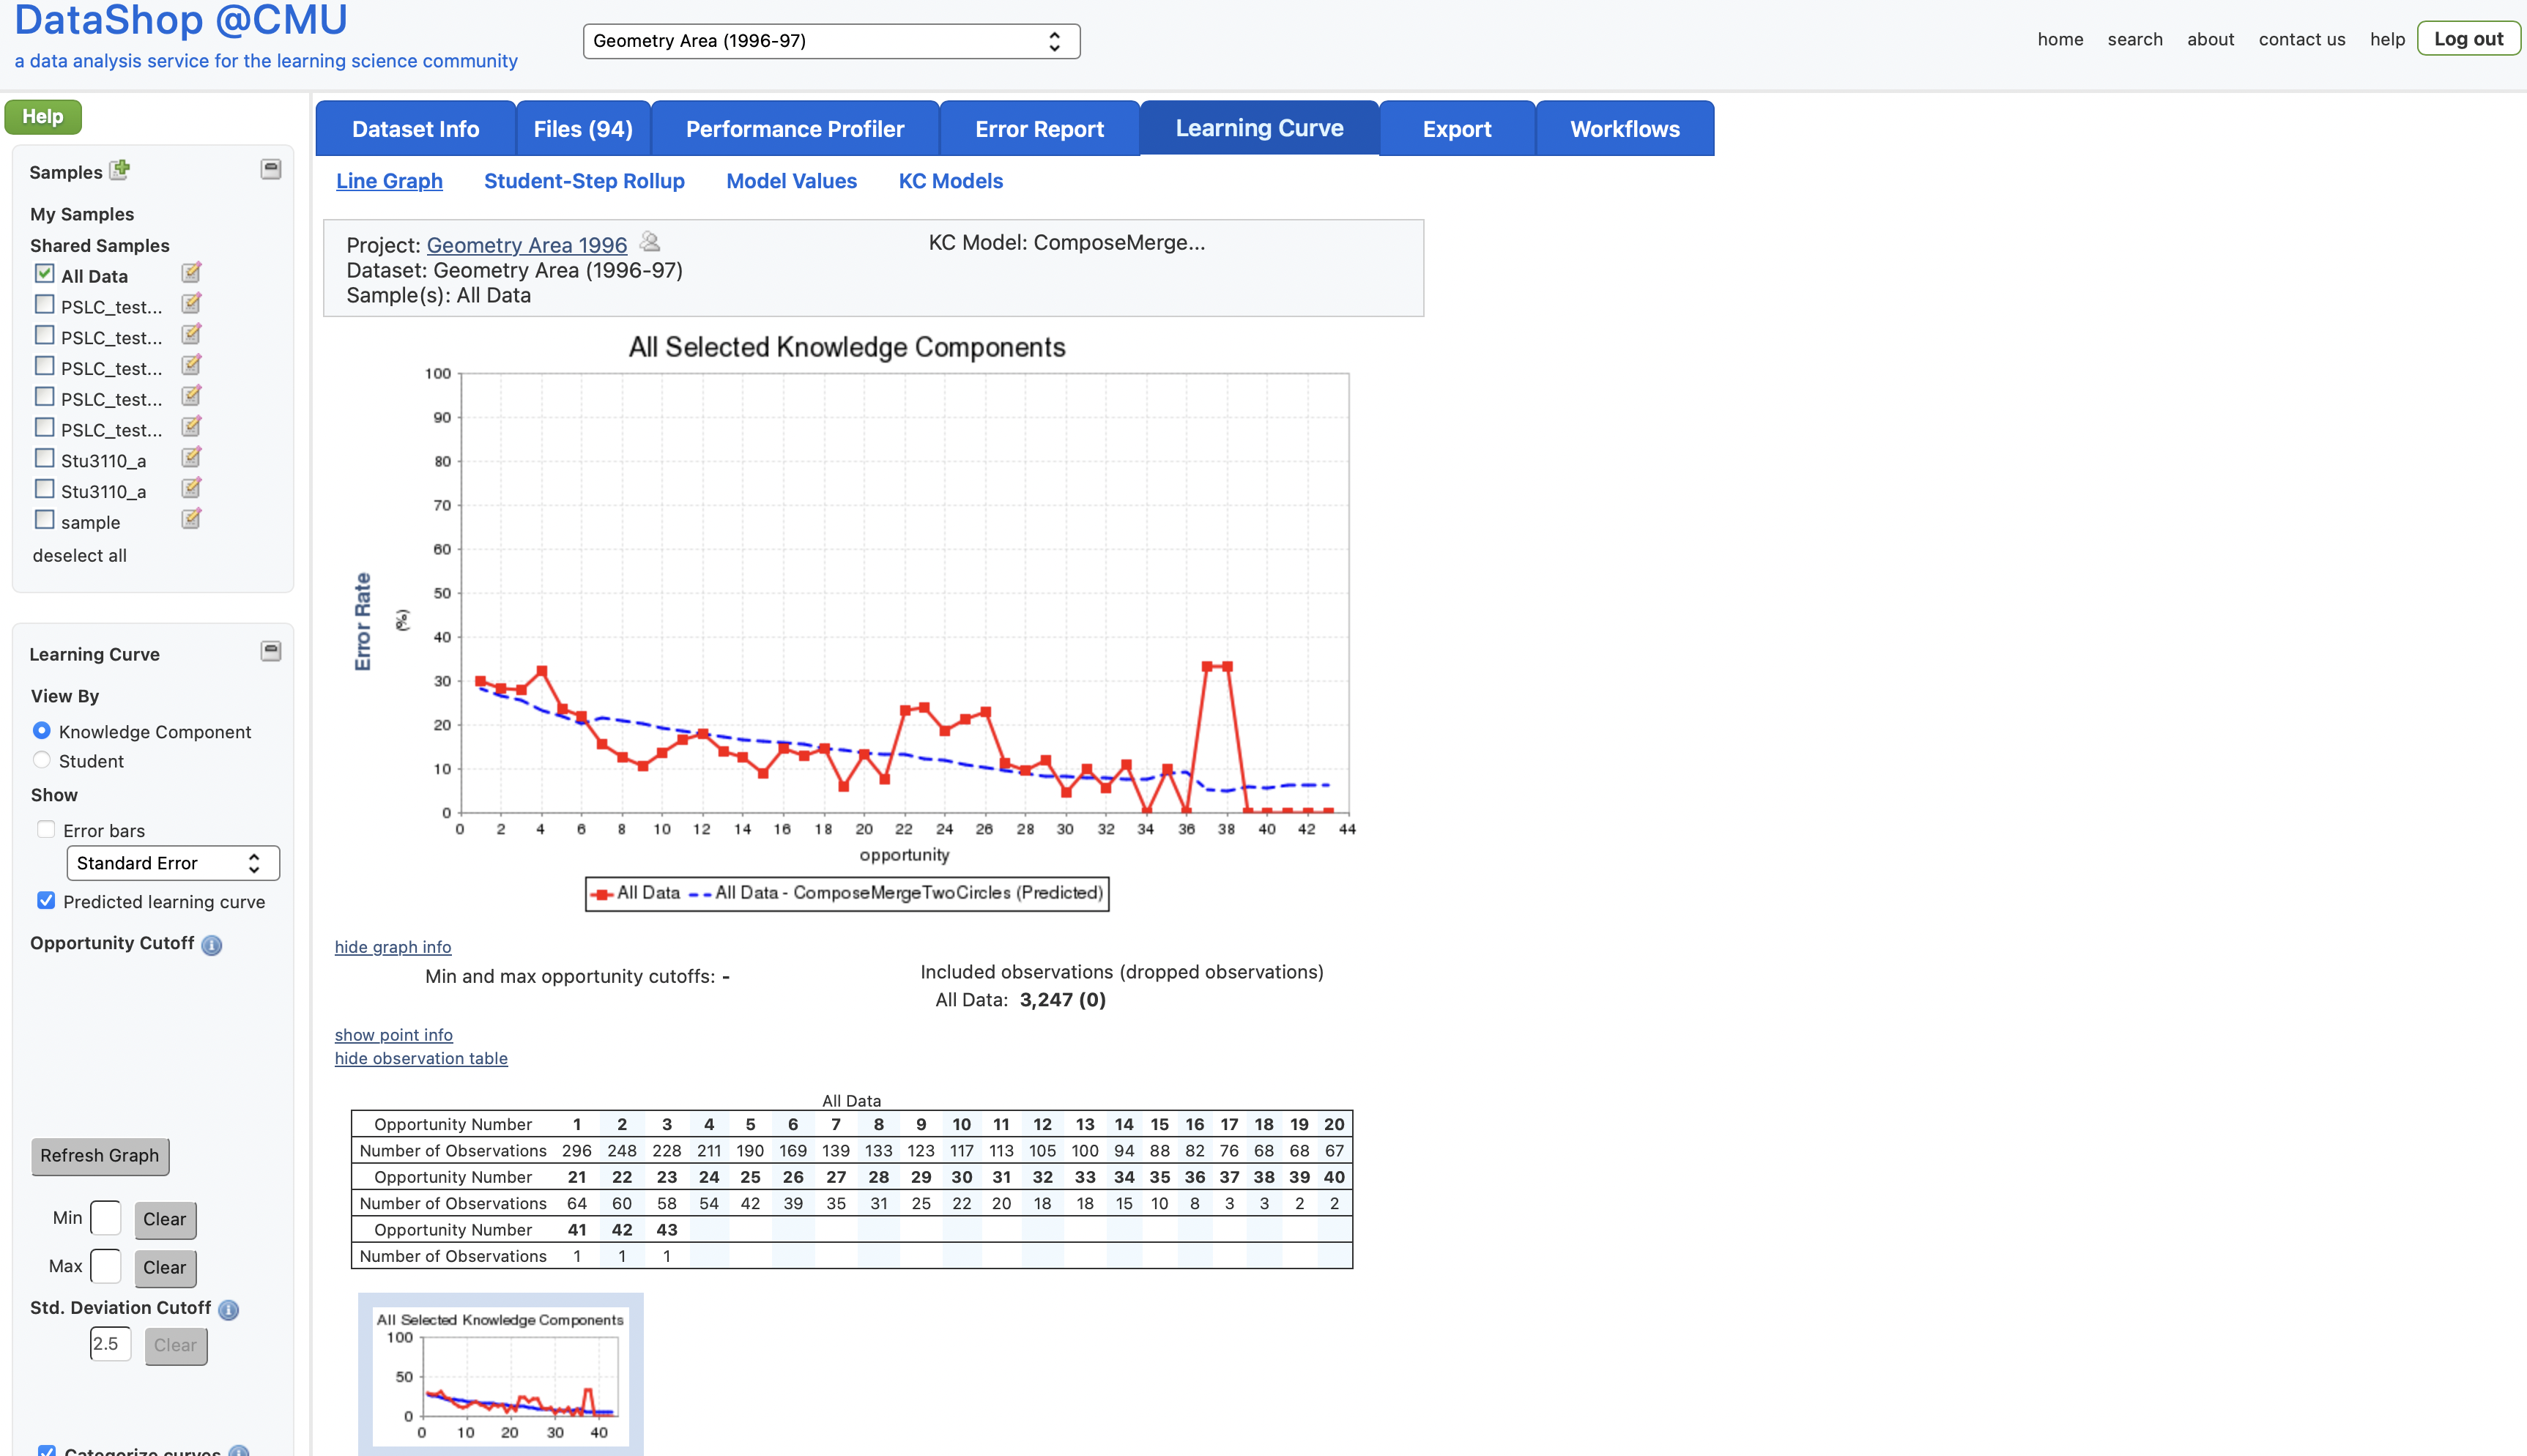 DataShop @CMU
a data analysis service for the learning science community
Geometry Area (1996-97)
home search about contact us help Log out
Help
Samples
My Samples
Shared Samples
All Data
PSLC_test...
PSLC_test...
PSLC_test...
PSLC_test...
PSLC_test...
Stu3110_a
Stu3110_a
sample
deselect all
Learning Curve
View By
Knowledge Component
Student
Show
Error bars
Standard Error
Predicted learning curve
Opportunity Cutoff
Refresh Graph
Min Clear
Max Clear
Std. Deviation Cutoff
2.5 Clear
Categorize curves
Dataset Info Files (94) Performance Profiler Error Report Learning Curve Export Workflows
Line Graph Student-Step Rollup Model Values KC Models
Project: Geometry Area 1996 KC Model: ComposeMerge...
Dataset: Geometry Area (1996-97)
Sample(s): All Data
All Selected Knowledge Components
100
90
80
70
60
50
40
30
20
10
0
Error Rate
(%)
0 2 4 6 8 10 12 14 16 18 20 22 24 26 28 30 32 34 36 38 40 42 44
opportunity
All Data All Data - ComposeMergeTwoCircles (Predicted)
hide graph info
Min and max opportunity cutoffs: - Included observations (dropped observations)
All Data: 3,247 (0)
show point info
hide observation table
All Data
Opportunity Number 1 2 3 4 5 6 7 8 9 10 11 12 13 14 15 16 17 18 19 20
Number of Observations 296 248 228 211 190 169 139 133 123 117 113 105 100 94 88 82 76 68 68 67
Opportunity Number 21 22 23 24 25 26 27 28 29 30 31 32 33 34 35 36 37 38 39 40
Number of Observations 64 60 58 54 42 39 35 31 25 22 20 18 18 15 10 8 3 3 2 2
Opportunity Number 41 42 43
Number of Observations 1 1 1
All Selected Knowledge Components
100
50
0
0 10 20 30 40